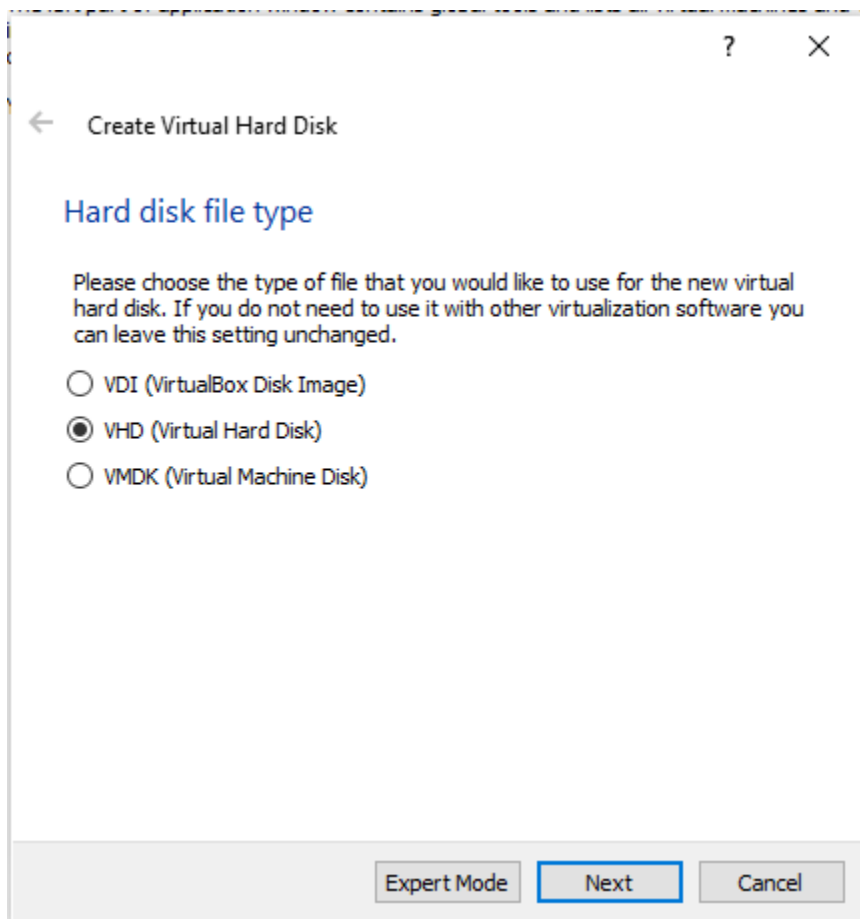 ?
Create Virtual Hard Disk
Hard disk file type
Please choose the type of file that you would like to use for the new virtual
hard disk. If you do not need to use it with other virtualization software you
can leave this setting unchanged.
VDI (VirtualBox Disk Image)
VHD (Virtual Hard Disk)
VMDK (Virtual Machine Disk)
Expert Mode Next Cancel